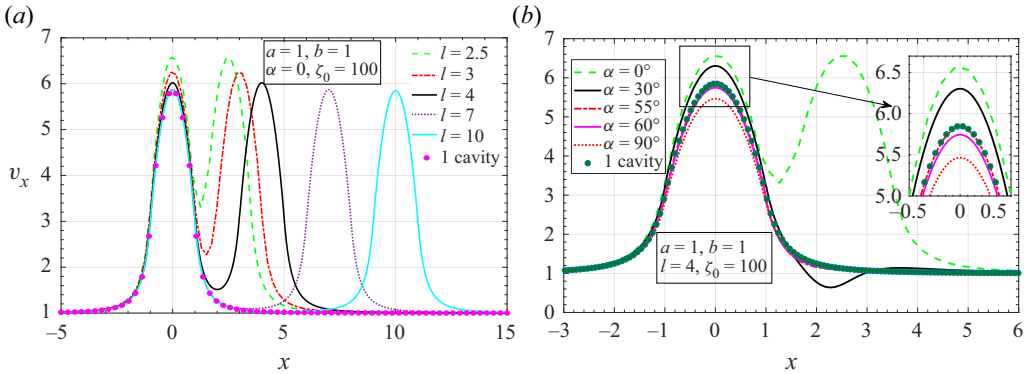 (a)
7
6
5
4
3
2
1
v_x
−5
0
5
10
15
x
a = 1, b = 1
α = 0, ζ₀ = 100
l = 2.5
l = 3
l = 4
l = 7
l = 10
1 cavity
(b)
7
6
5
4
3
2
1
0
−3
−2
−1
0
1
2
3
4
5
6
x
α = 0°
α = 30°
α = 55°
α = 60°
α = 90°
1 cavity
a = 1, b = 1
l = 4, ζ₀ = 100
6.5
6.0
5.5
5.0
−0.5
0
0.5